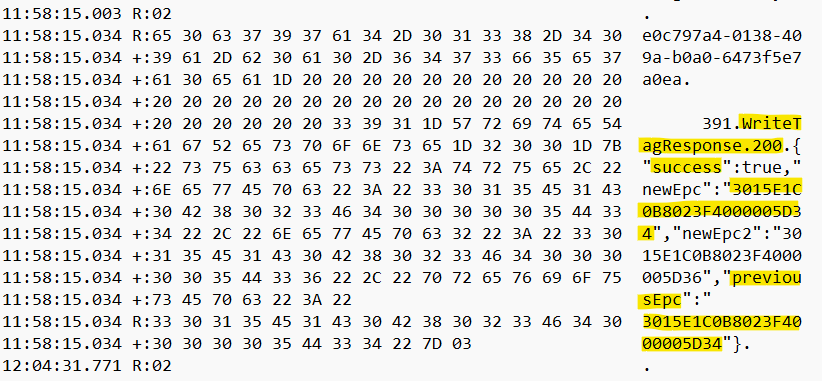 11:58:15.003 R:02 .
11:58:15.034 R:65 30 63 37 39 37 61 34 2D 30 31 33 38 2D 34 30 e0c797a4-0138-40
11:58:15.034 +:39 61 2D 62 30 61 30 2D 36 34 37 33 66 35 65 37 9a-b0a0-6473f5e7
11:58:15.034 +:61 30 65 61 1D 20 20 20 20 20 20 20 20 20 20 20 a0ea.
11:58:15.034 +:20 20 20 20 20 20 20 20 20 20 20 20 20 20 20 20
11:58:15.034 +:20 20 20 20 20 20 33 39 31 1D 57 72 69 74 65 54 391.WriteT
11:58:15.034 +:61 67 52 65 73 70 6F 6E 73 65 1D 32 30 30 1D 7B agResponse.200.{
11:58:15.034 +:22 73 75 63 63 65 73 73 22 3A 74 72 75 65 2C 22 "success":true,"
11:58:15.034 +:6E 65 77 45 70 63 22 3A 22 33 30 31 35 45 31 43 newEpc":"3015E1C
11:58:15.034 +:30 42 38 30 32 33 46 34 30 30 30 30 30 35 44 33 0B8023F4000005D3
11:58:15.034 +:34 22 2C 22 6E 65 77 45 70 63 32 22 3A 22 33 30 4","newEpc2":"30
11:58:15.034 +:31 35 45 31 43 30 42 38 30 32 33 46 34 30 30 30 15E1C0B8023F4000
11:58:15.034 +:30 30 35 44 33 36 22 2C 22 70 72 65 76 69 6F 75 005D36","previou
11:58:15.034 +:73 45 70 63 22 3A 22 sEpc":"
11:58:15.034 R:33 30 31 35 45 31 43 30 42 38 30 32 33 46 34 30 3015E1C0B8023F40
11:58:15.034 +:30 30 30 30 35 44 33 34 22 7D 03 00005D34"}.
12:04:31.771 R:02 .